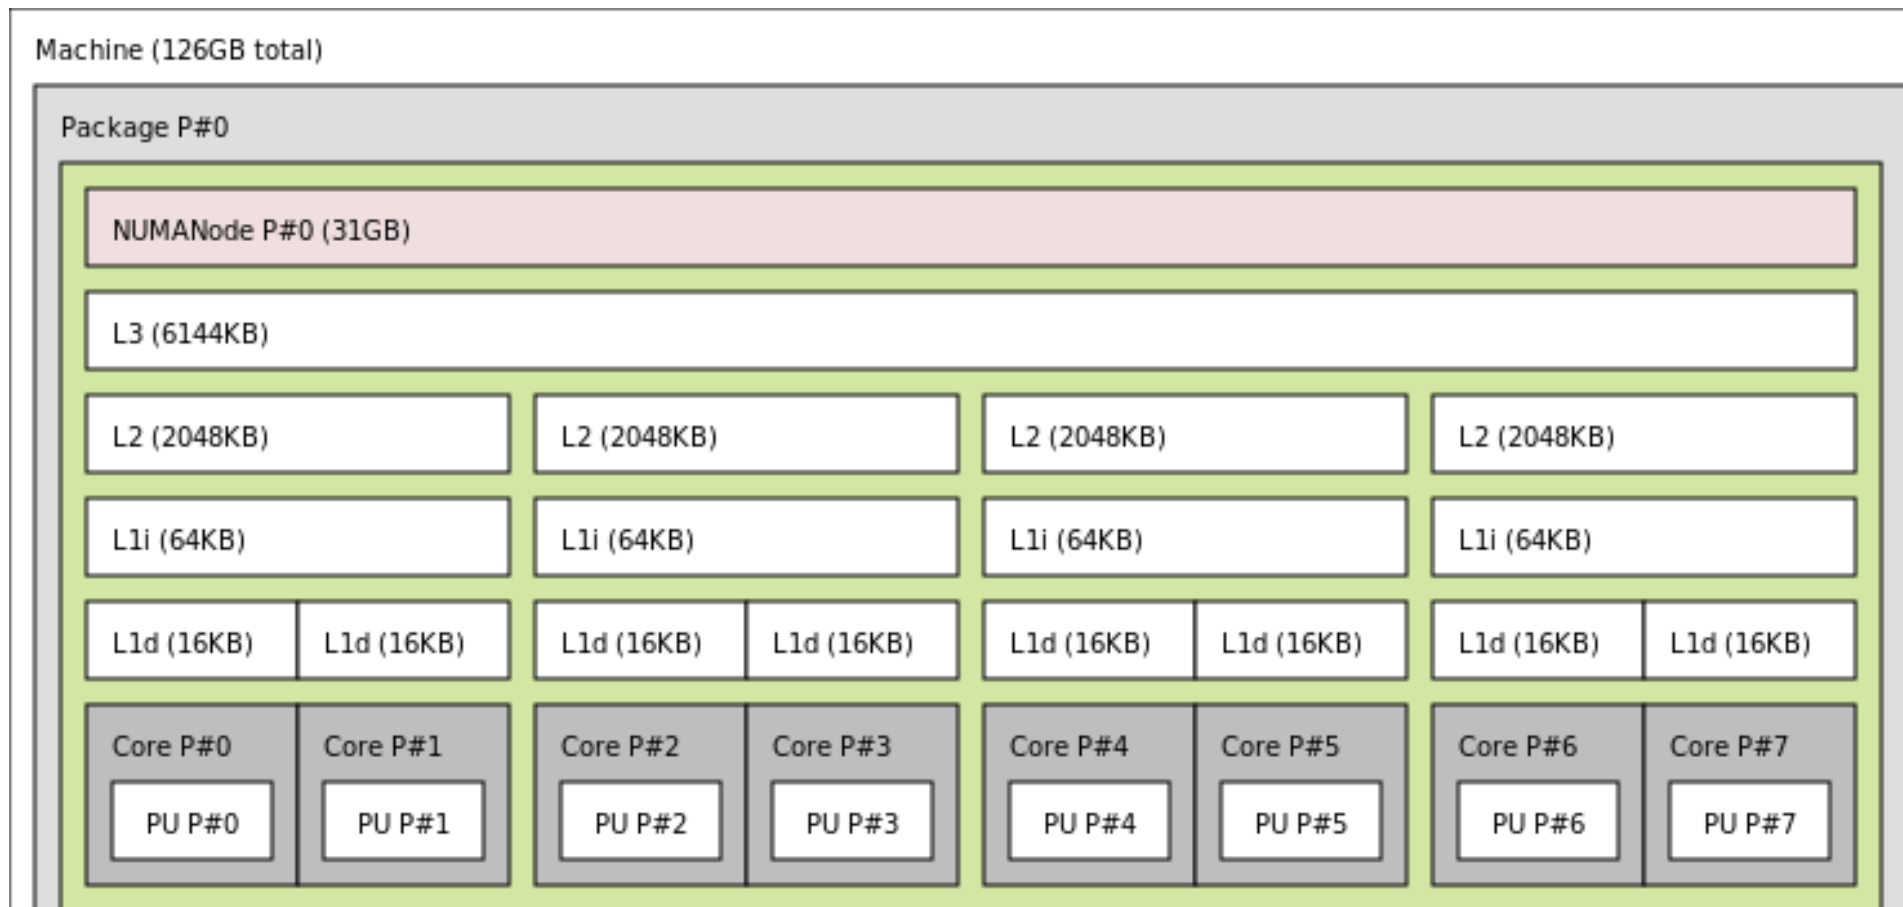 Machine (126GB total)
Package P#0
NUMANode P#0 (31GB)
L3 (6144KB)
L2 (2048KB) L2 (2048KB) L2 (2048KB) L2 (2048KB)
L1i (64KB) L1i (64KB) L1i (64KB) L1i (64KB)
L1d (16KB) L1d (16KB) L1d (16KB) L1d (16KB) L1d (16KB) L1d (16KB) L1d (16KB) L1d (16KB)
Core P#0 Core P#1 Core P#2 Core P#3 Core P#4 Core P#5 Core P#6 Core P#7
PU P#0 PU P#1 PU P#2 PU P#3 PU P#4 PU P#5 PU P#6 PU P#7